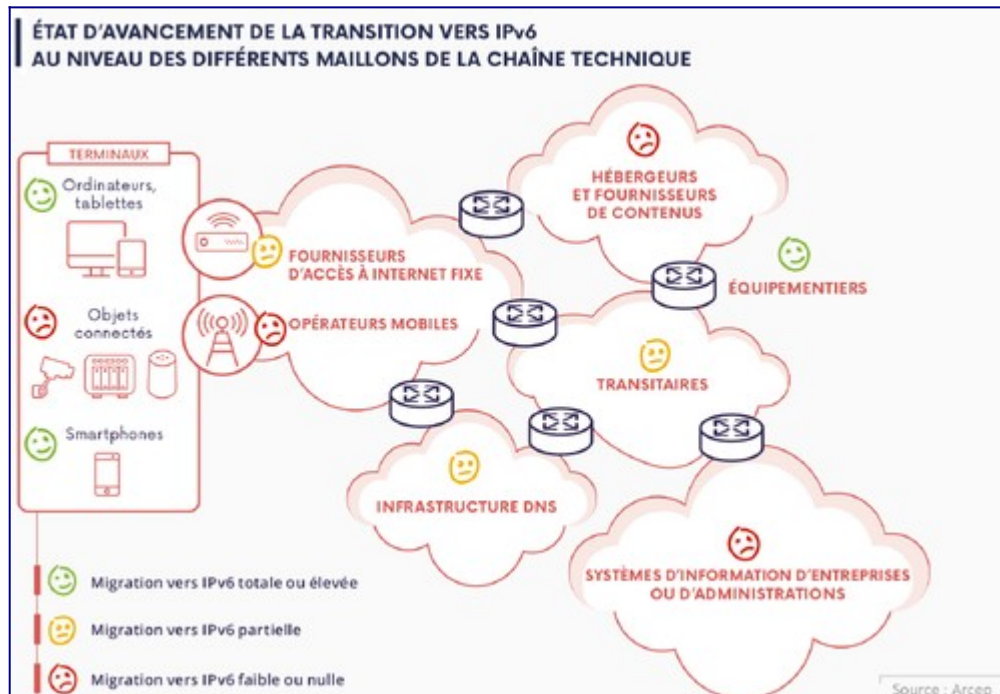 ÉTAT D'AVANCEMENT DE LA TRANSITION VERS IPv6
AU NIVEAU DES DIFFÉRENTS MAILLONS DE LA CHAÎNE TECHNIQUE
TERMINAUX
Ordinateurs,
tablettes
Objets
connectés
Smartphones
FOURNISSEURS
D'ACCÈS À INTERNET FIXE
OPÉRATEURS MOBILES
HÉBERGEURS
ET FOURNISSEURS
DE CONTENUS
ÉQUIPEMENTIERS
TRANSITAIRES
INFRASTRUCTURE DNS
SYSTÈMES D'INFORMATION D'ENTREPRISES
OU D'ADMINISTRATIONS
Migration vers IPv6 totale ou élevée
Migration vers IPv6 partielle
Migration vers IPv6 faible ou nulle
Source : Arcep